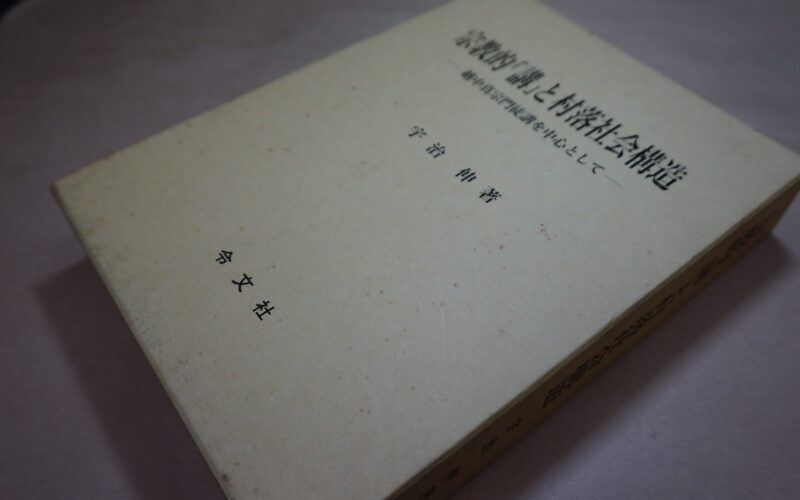 宗教的「講」と村落社会構造
―越中真宗門徒講を中心として―
宇治 伸著
令文社